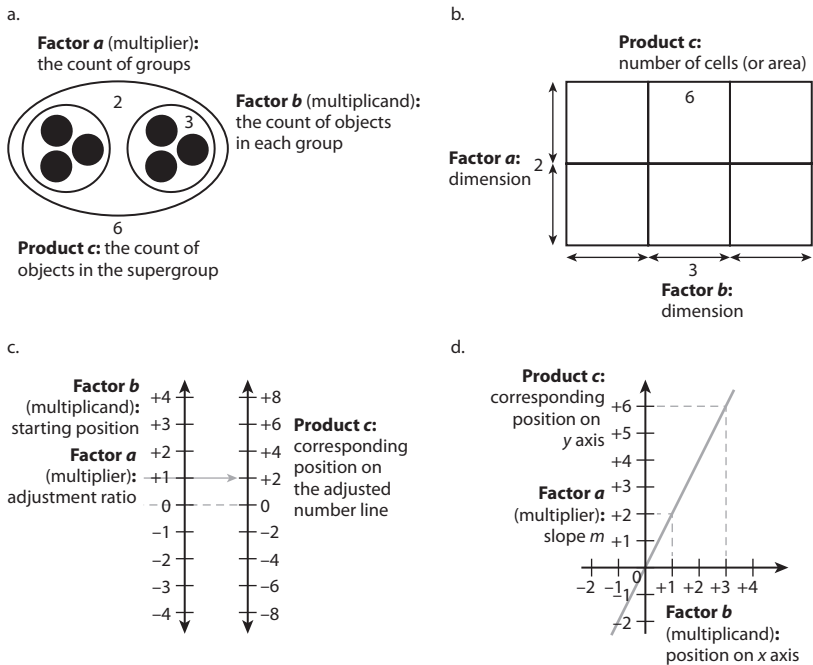 a.
Factor a (multiplier):
the count of groups
2
Factor b (multiplicand):
the count of objects
in each group
3
6
Product c: the count of
objects in the supergroup
b.
Product c:
number of cells (or area)
6
Factor a:
dimension
2
3
Factor b:
dimension
c.
Factor b
(multiplicand):
starting position
Factor a
(multiplier):
adjustment ratio
+4
+3
+2
+1
0
–1
–2
–3
–4
+8
+6
+4
+2
0
–2
–4
–6
–8
Product c:
corresponding
position on
the adjusted
number line
d.
Product c:
corresponding
position on
y axis
Factor a
(multiplier):
slope m
+6
+5
+4
+3
+2
+1
0
–1
–2
–2 –1 +1 +2 +3 +4
Factor b
(multiplicand):
position on x axis